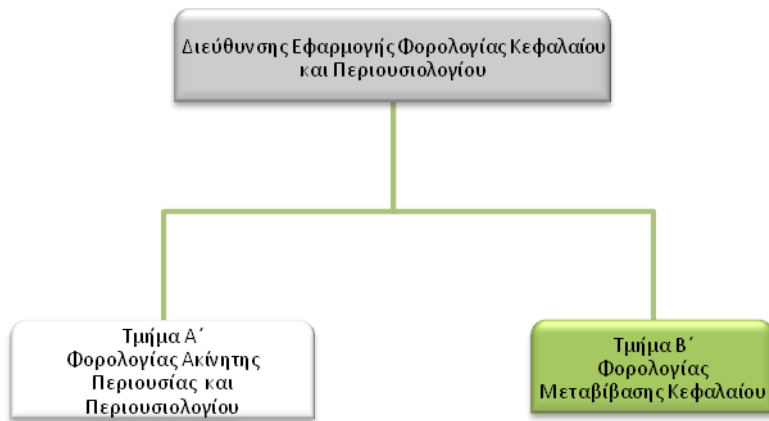 Διεύθυνσης Εφαρμογής Φορολογίας Κεφαλαίου
και Περιουσιολογίου
Τμήμα Α΄
Φορολογίας Ακίνητης
Περιουσίας και
Περιουσιολογίου
Τμήμα Β΄
Φορολογίας
Μεταβίβασης Κεφαλαίου